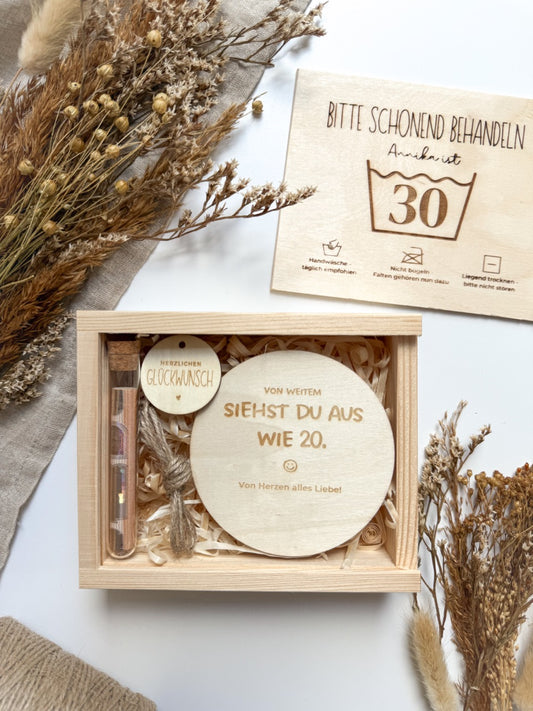 BITTE SCHONEND BEHANDELN
Annika ist
30
Handwäsche -
täglich empfohlen
Nicht bügeln
Falten gehören nun dazu
Liegend trocknen -
bitte nicht stören
HERZLICHEN
GLÜCKWUNSCH
VON WEITEM
SIEHST DU AUS
WIE 20.
Von Herzen alles Liebe!